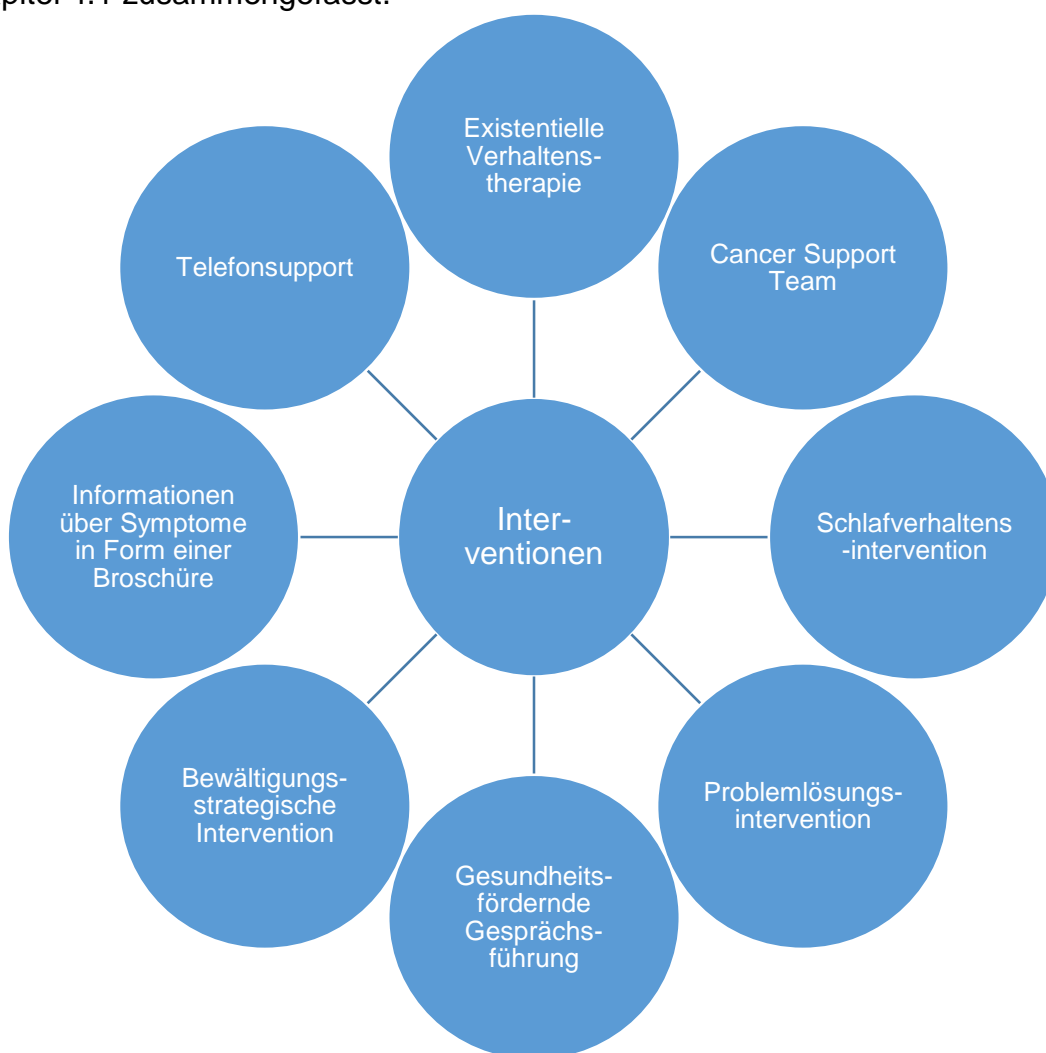 zusammengefasst.
Existentielle
Verhaltens-
therapie
Telefonsupport
Cancer Support
Team
Informationen
über Symptome
in Form einer
Broschüre
Inter-
ventionen
Schlafverhaltens
-intervention
Bewältigungs-
strategische
Intervention
Problemlösungs-
intervention
Gesundheits-
fördernde
Gesprächs-
führung